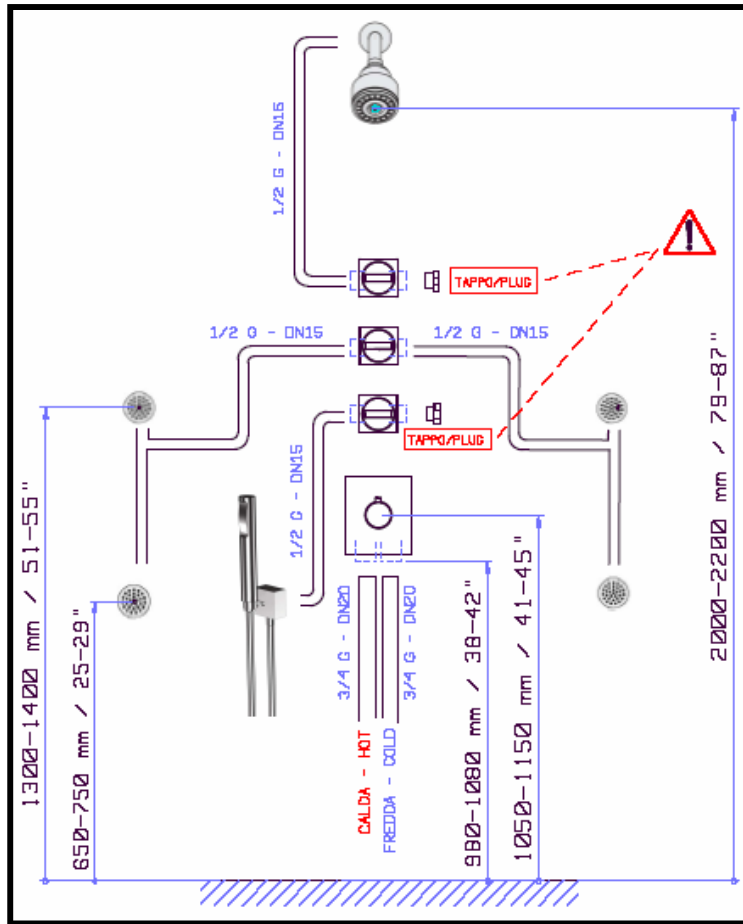 1/2 G - DN15
TAPPO/PLUG
1/2 G - DN15
1/2 G - DN15
TAPPO/PLUG
1/2 G - DN15
3/4 G - DN20
3/4 G - DN20
CALDA - HOT
FREDDA - COLD
1300-1400 mm / 51-55"
650-750 mm / 25-29"
980-1080 mm / 38-42"
1050-1150 mm / 41-45"
2000-2200 mm / 79-87"
!